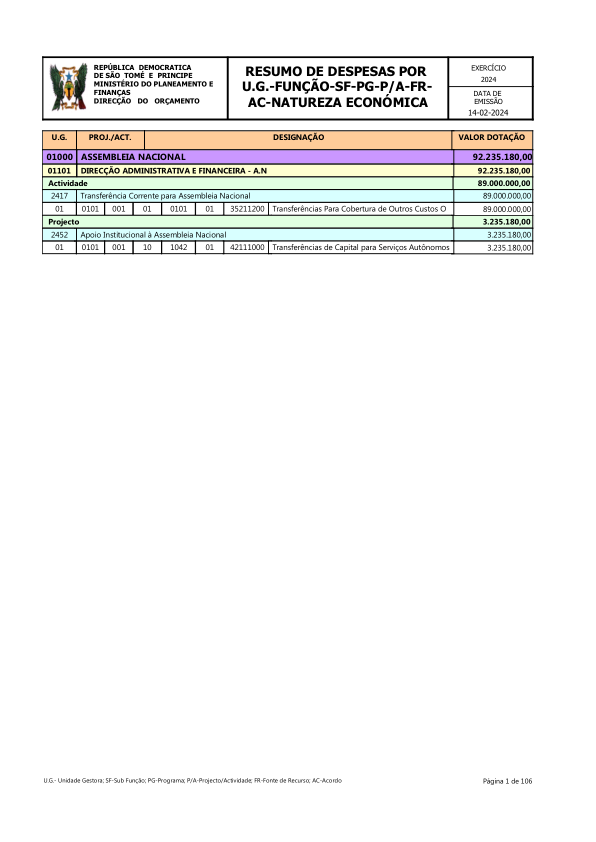 REPÚBLICA DEMOCRATICA
DE SÃO TOMÉ E PRINCIPE
MINISTÉRIO DO PLANEAMENTO E
FINANÇAS
DIRECÇÃO DO ORÇAMENTO
RESUMO DE DESPESAS POR
U.G.-FUNÇÃO-SF-PG-P/A-FR-
AC-NATUREZA ECONÓMICA
EXERCÍCIO
2024
DATA DE
EMISSÃO
14-02-2024
U.G. PROJ./ACT. DESIGNAÇÃO VALOR DOTAÇÃO
01000 ASSEMBLEIA NACIONAL 92.235.180,00
01101 DIRECÇÃO ADMINISTRATIVA E FINANCEIRA - A.N 92.235.180,00
Actividade 89.000.000,00
2417 Transferência Corrente para Assembleia Nacional 89.000.000,00
01 0101 001 01 0101 01 35211200 Transferências Para Cobertura de Outros Custos O 89.000.000,00
Projecto 3.235.180,00
2452 Apoio Institucional à Assembleia Nacional 3.235.180,00
01 0101 001 10 1042 01 42111000 Transferências de Capital para Serviços Autônomos 3.235.180,00
U.G.- Unidade Gestora; SF-Sub Função; PG-Programa; P/A-Projecto/Actividade; FR-Fonte de Recurso; AC-Acordo
Página 1 de 106